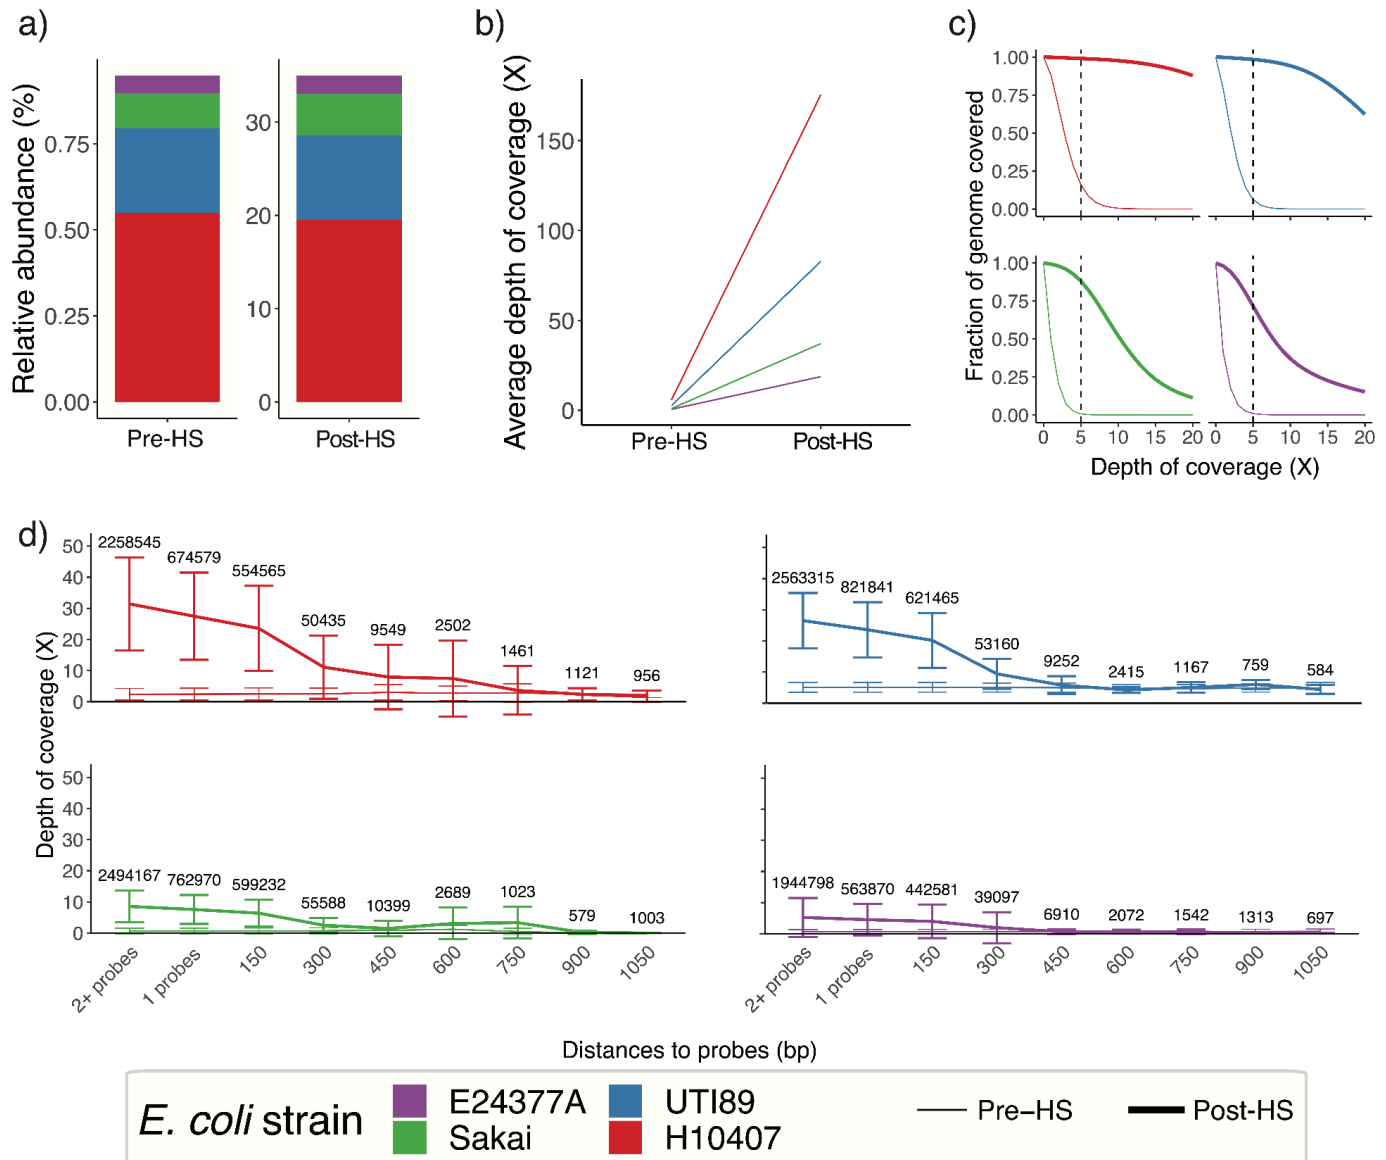 a)
Relative abundance (%)
0.75
0.50
0.25
0.00
Pre-HS
30
20
10
0
Post-HS
b)
Average depth of coverage (X)
150
100
50
0
Pre-HS
Post-HS
c)
Fraction of genome covered
1.00
0.75
0.50
0.25
0.00
1.00
0.75
0.50
0.25
0.00
0 5 10 15 20
0 5 10 15 20
Depth of coverage (X)
d)
Depth of coverage (X)
50
40
30
20
10
0
2258545 674579 554565 50435 9549 2502 1461 1121 956
2563315 821841 621465 53160 9252 2415 1167 759 584
50
40
30
20
10
0
2494167 762970 599232 55588 10399 2689 1023 579 1003
1944798 563870 442581 39097 6910 2072 1542 1313 697
2+ probes 1 probes 150 300 450 600 750 900 1050
2+ probes 1 probes 150 300 450 600 750 900 1050
Distances to probes (bp)
E. coli strain
E24377A
UTI89
Sakai
H10407
Pre-HS
Post-HS